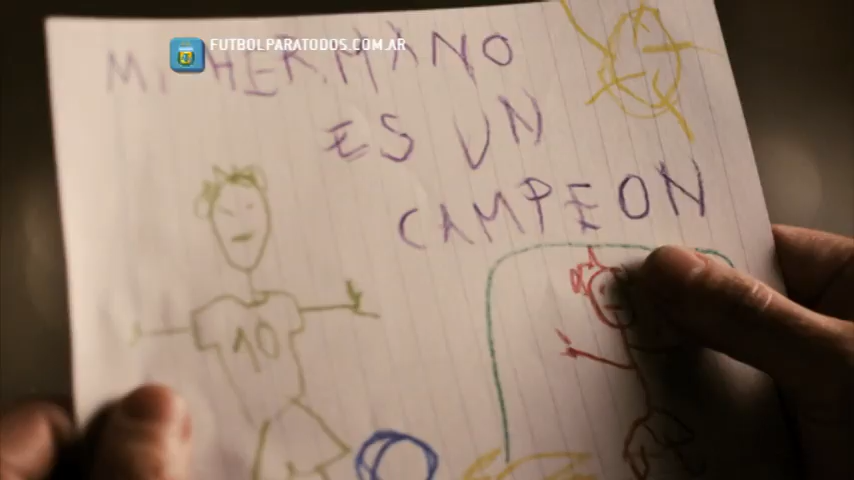 FUTBOLPARATODOS.COM.AR
MI HERMANO
ES UN
CAMPEON
10